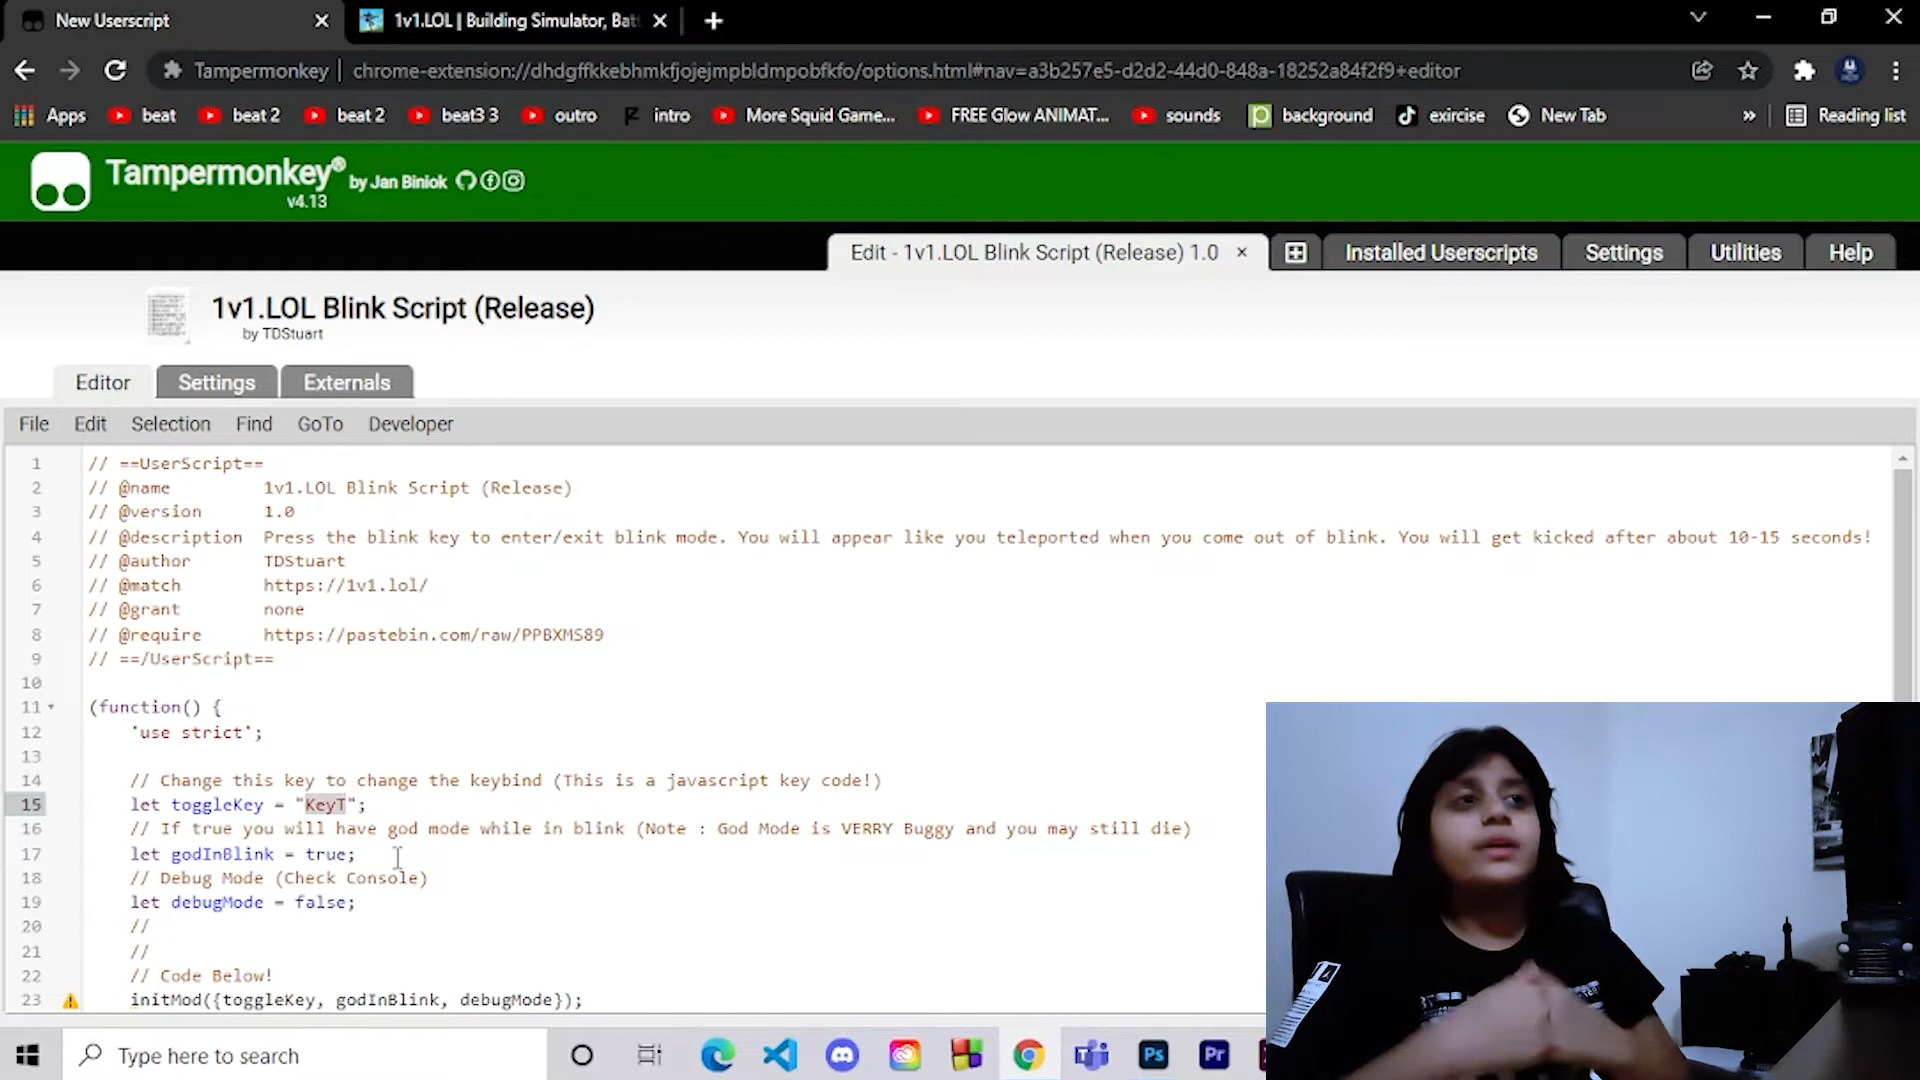 New Userscript
1v1.LOL | Building Simulator, Bat
Tampermonkey
chrome-extension://dhdgffkkebhmkfjojejmpbldmpobfkfo/options.html#nav=a3b257e5-d2d2-44d0-848a-18252a84f2f9+editor
Apps beat beat 2 beat 2 beat3 3 outro intro More Squid Game... FREE Glow ANIMAT... sounds background exircise New Tab » Reading list
Tampermonkey® by Jan Biniok
v4.13
Edit - 1v1.LOL Blink Script (Release) 1.0 × Installed Userscripts Settings Utilities Help
1v1.LOL Blink Script (Release)
by TDStuart
Editor Settings Externals
File Edit Selection Find GoTo Developer
1 // ==UserScript==
2 // @name 1v1.LOL Blink Script (Release)
3 // @version 1.0
4 // @description Press the blink key to enter/exit blink mode. You will appear like you teleported when you come out of blink. You will get kicked after about 10-15 seconds!
5 // @author TDStuart
6 // @match https://1v1.lol/
7 // @grant none
8 // @require https://pastebin.com/raw/PPBXMS89
9 // ==/UserScript==
10
11 (function() {
12 'use strict';
13
14 // Change this key to change the keybind (This is a javascript key code!)
15 let toggleKey = "KeyT";
16 // If true you will have god mode while in blink (Note : God Mode is VERRY Buggy and you may still die)
17 let godInBlink = true;
18 // Debug Mode (Check Console)
19 let debugMode = false;
20 //
21 //
22 // Code Below!
23 initMod({toggleKey, godInBlink, debugMode});
Type here to search
Ps
Pr